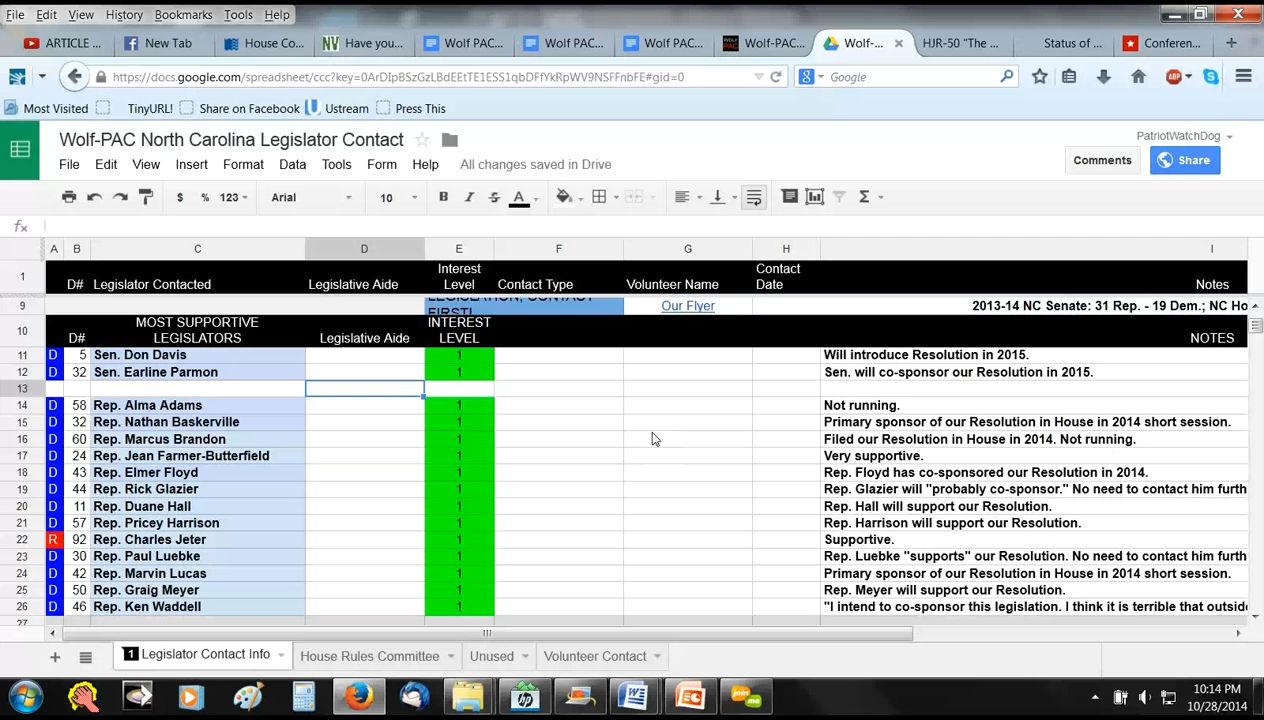 File Edit View History Bookmarks Tools Help
ARTICLE ... New Tab House Co... Have you... Wolf PAC... Wolf PAC... Wolf PAC... Wolf-PAC... Wolf-... HJR-50 "The ... Status of ... Conferen...
https://docs.google.com/spreadsheet/ccc?key=0ArDIpBSzGzLBdEEtTE1ESS1qbDFfYkRpWV9NSFFnbFE#gid=0 Google
Most Visited TinyURL! Share on Facebook Ustream Press This
Wolf-PAC North Carolina Legislator Contact PatriotWatchDog
File Edit View Insert Format Data Tools Form Help All changes saved in Drive Comments Share
$ % 123 Arial 10 B I S A Σ
fx
A B C D E F G H I
1 D# Legislator Contacted Legislative Aide Interest Level Contact Type Volunteer Name Contact Date Notes
9 LEGISLATION, CONTACT FIRST! Our Flyer 2013-14 NC Senate: 31 Rep. - 19 Dem.; NC Ho
10 D# MOST SUPPORTIVE LEGISLATORS Legislative Aide INTEREST LEVEL NOTES
11 D 5 Sen. Don Davis 1 Will introduce Resolution in 2015.
12 D 32 Sen. Earline Parmon 1 Sen. will co-sponsor our Resolution in 2015.
13
14 D 58 Rep. Alma Adams 1 Not running.
15 D 32 Rep. Nathan Baskerville 1 Primary sponsor of our Resolution in House in 2014 short session.
16 D 60 Rep. Marcus Brandon 1 Filed our Resolution in House in 2014. Not running.
17 D 24 Rep. Jean Farmer-Butterfield 1 Very supportive.
18 D 43 Rep. Elmer Floyd 1 Rep. Floyd has co-sponsored our Resolution in 2014.
19 D 44 Rep. Rick Glazier 1 Rep. Glazier will "probably co-sponsor." No need to contact him furth
20 D 11 Rep. Duane Hall 1 Rep. Hall will support our Resolution.
21 D 57 Rep. Pricey Harrison 1 Rep. Harrison will support our Resolution.
22 R 92 Rep. Charles Jeter 1 Supportive.
23 D 30 Rep. Paul Luebke 1 Rep. Luebke "supports" our Resolution. No need to contact him furth
24 D 42 Rep. Marvin Lucas 1 Primary sponsor of our Resolution in House in 2014 short session.
25 D 50 Rep. Graig Meyer 1 Rep. Meyer will support our Resolution.
26 D 46 Rep. Ken Waddell 1 "I intend to co-sponsor this legislation. I think it is terrible that outside
27
1 Legislator Contact Info House Rules Committee Unused Volunteer Contact
10:14 PM
10/28/2014